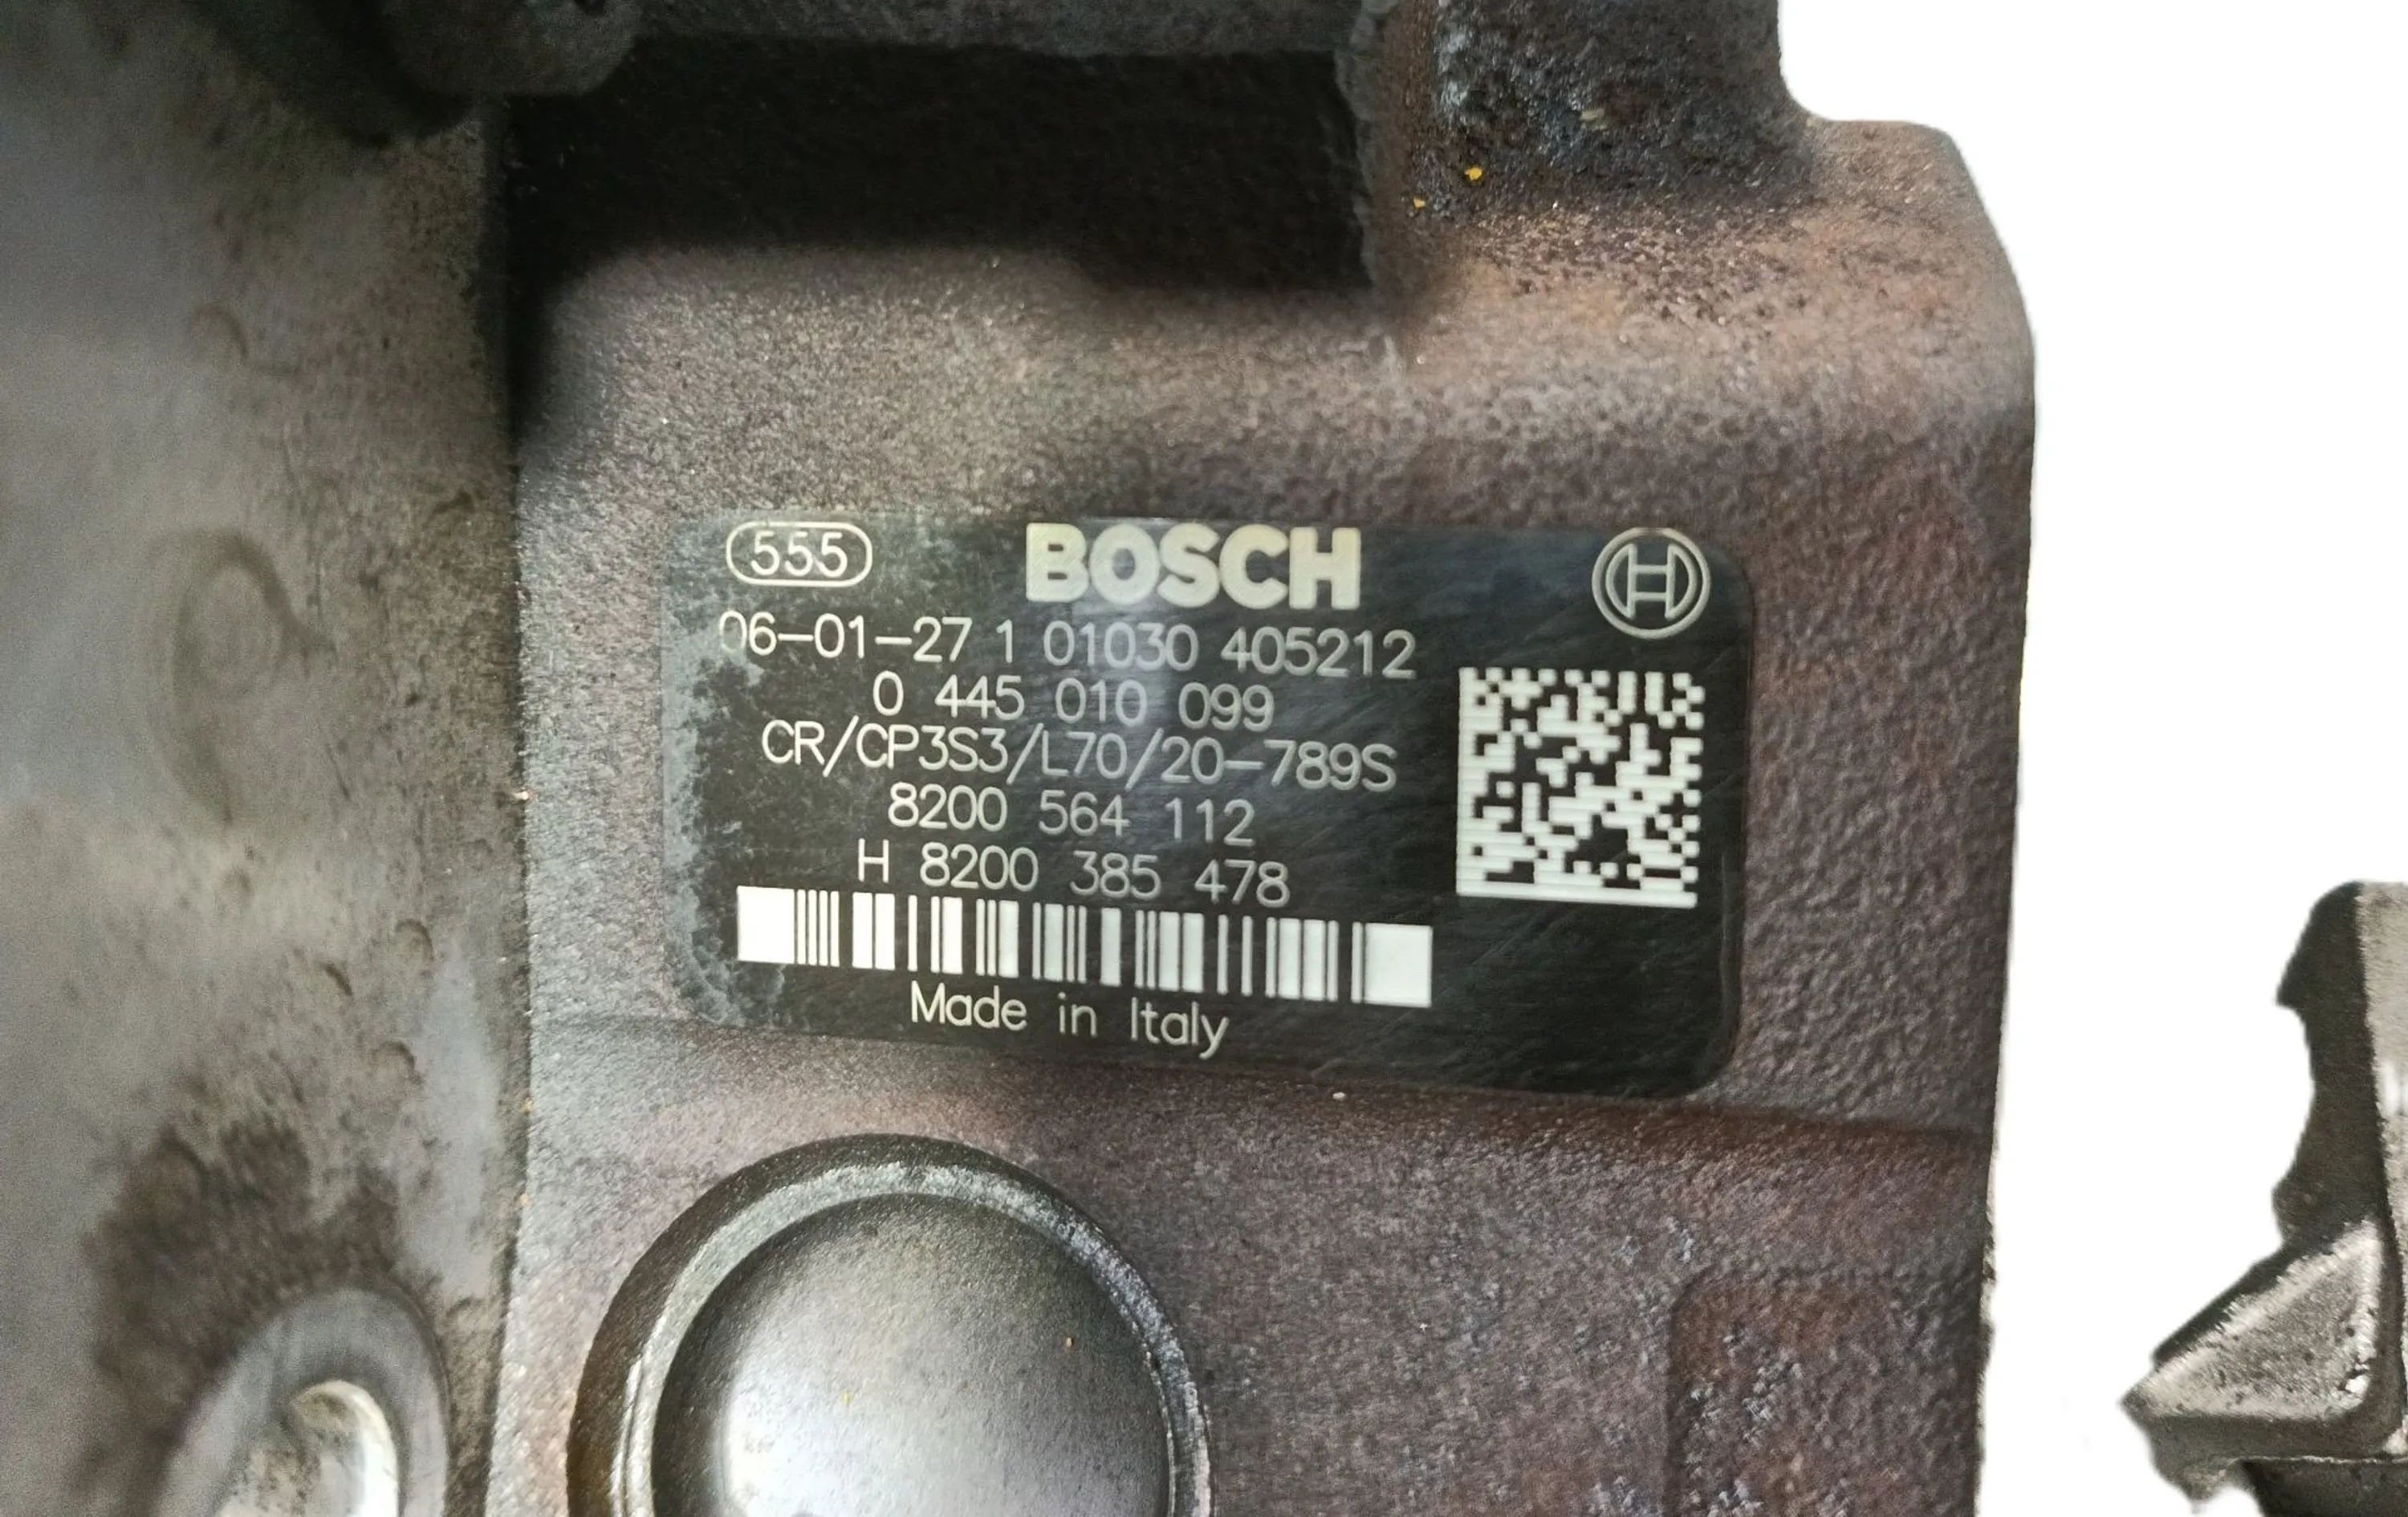 555 BOSCH
06-01-27 1 01030 405212
0 445 010 099
CR/CP3S3/L70/20-789S
8200 564 112
H 8200 385 478
Made in Italy